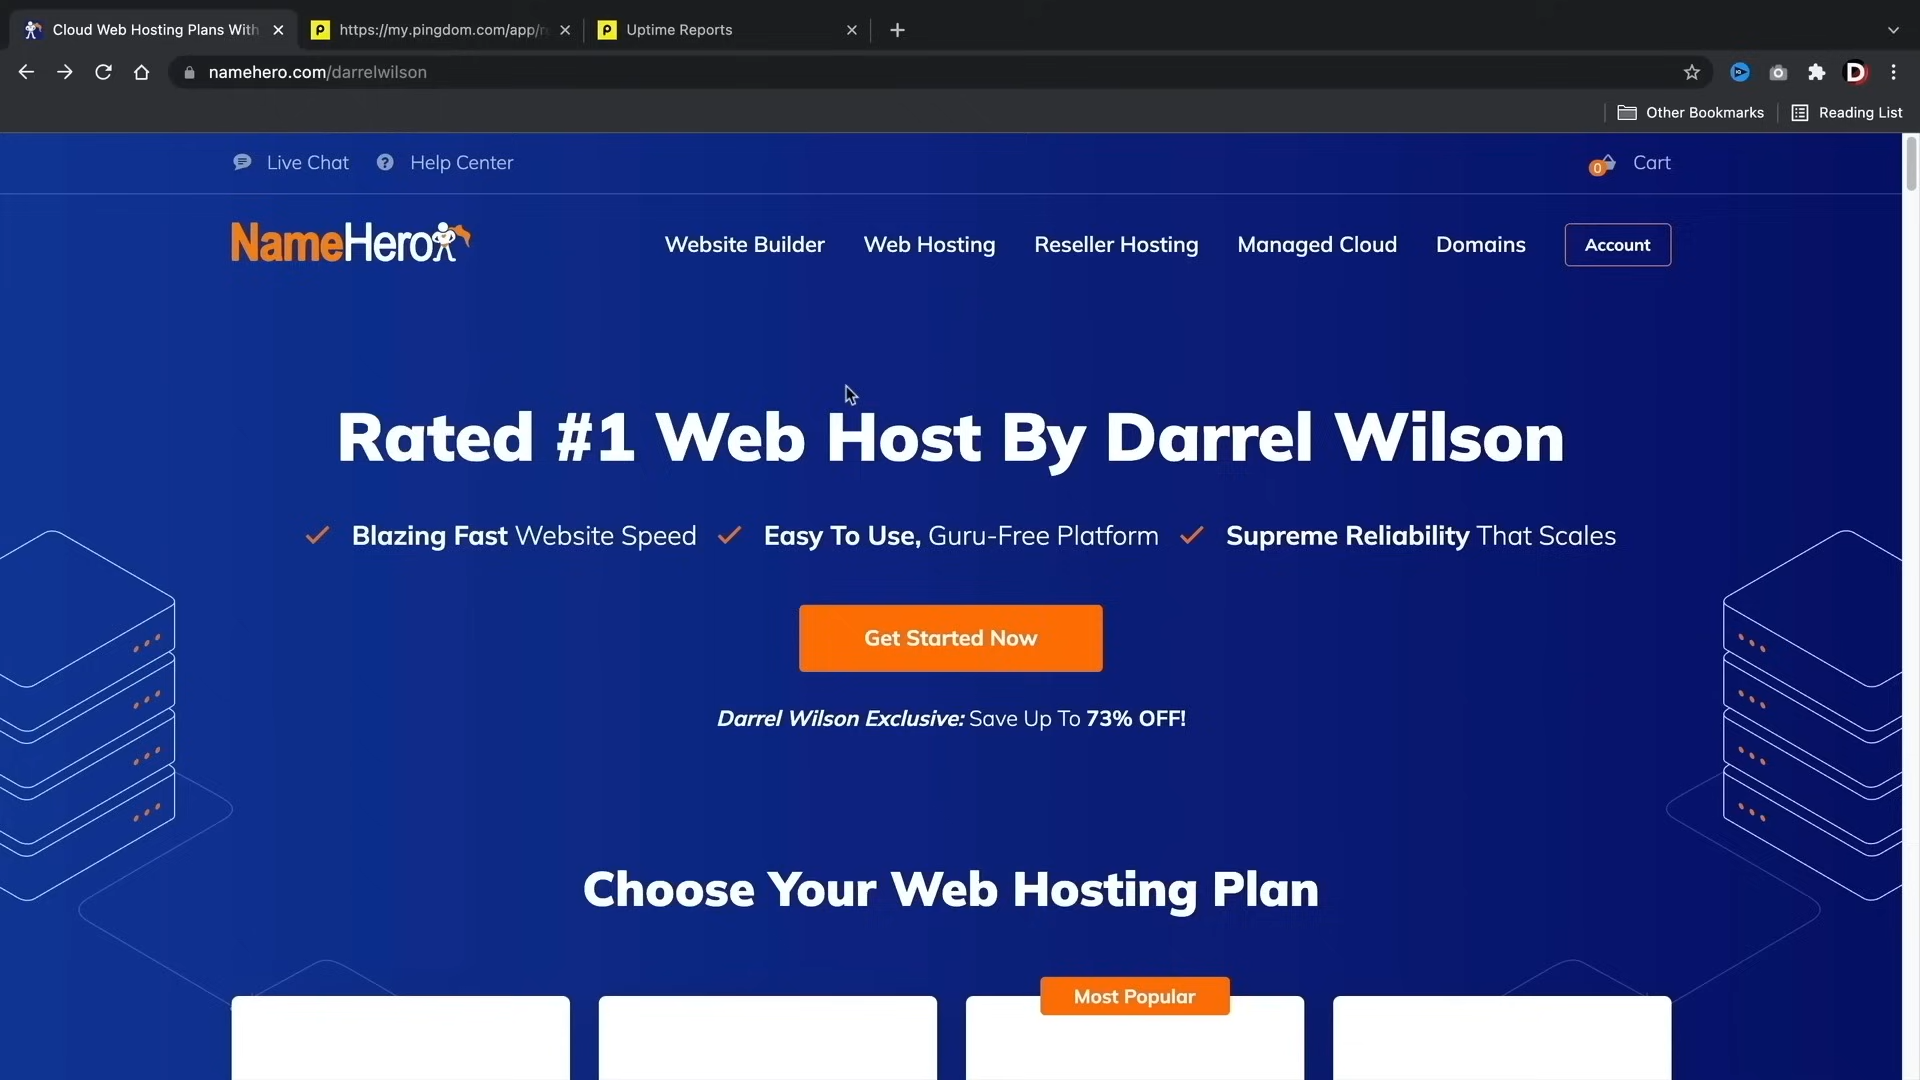 Cloud Web Hosting Plans With
https://my.pingdom.com/app/r
Uptime Reports
namehero.com/darrelwilson
Other Bookmarks
Reading List
Live Chat
Help Center
0
Cart
NameHero
Website Builder
Web Hosting
Reseller Hosting
Managed Cloud
Domains
Account
Rated #1 Web Host By Darrel Wilson
Blazing Fast Website Speed
Easy To Use, Guru-Free Platform
Supreme Reliability That Scales
Get Started Now
Darrel Wilson Exclusive: Save Up To 73% OFF!
Choose Your Web Hosting Plan
Most Popular